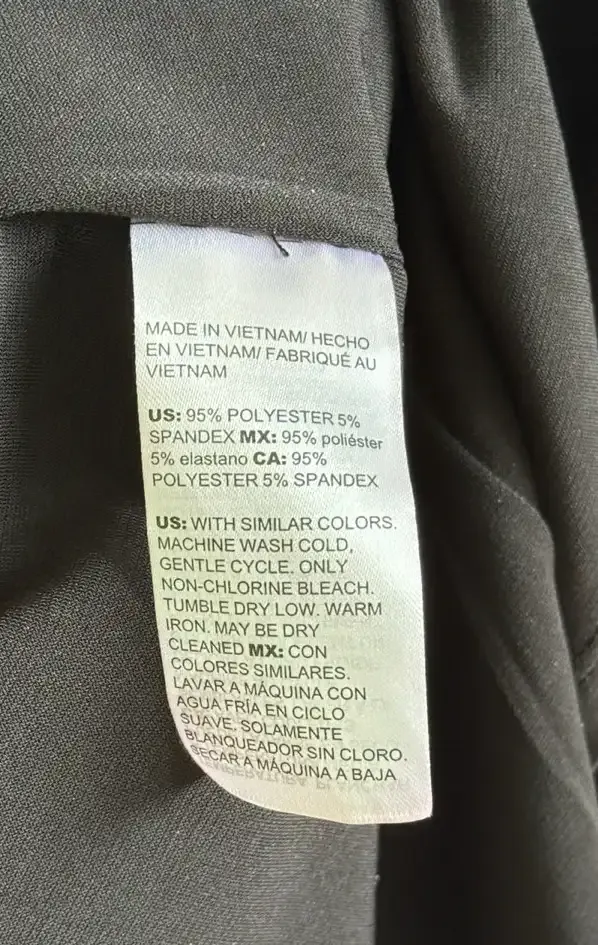 MADE IN VIETNAM/ HECHO
EN VIETNAM/ FABRIQUÉ AU
VIETNAM
US: 95% POLYESTER 5%
SPANDEX MX: 95% poliéster
5% elastano CA: 95%
POLYESTER 5% SPANDEX
US: WITH SIMILAR COLORS.
MACHINE WASH COLD,
GENTLE CYCLE. ONLY
NON-CHLORINE BLEACH.
TUMBLE DRY LOW. WARM
IRON. MAY BE DRY
CLEANED MX: CON
COLORES SIMILARES.
LAVAR A MÁQUINA CON
AGUA FRÍA EN CICLO
SUAVE. SOLAMENTE
BLANQUEADOR SIN CLORO.
SECAR A MÁQUINA A BAJA